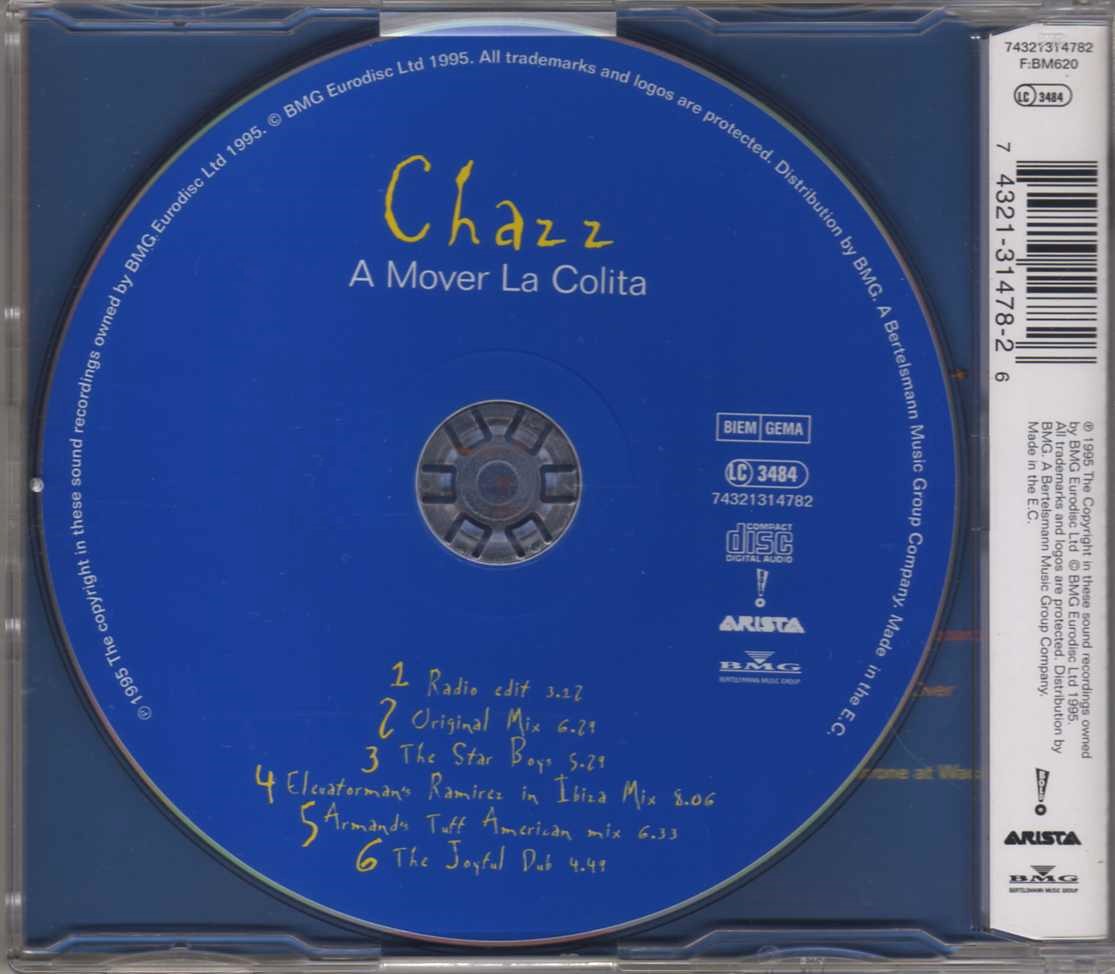 ℗ 1995 The copyright in these sound recordings owned by BMG Eurodisc Ltd 1995. © BMG Eurodisc Ltd 1995. All trademarks and logos are protected. Distribution by BMG. A Bertelsmann Music Group Company. Made in the E.C.
Chazz
A Mover La Colita
BIEM GEMA
LC 3484
74321314782
COMPACT
disc
DIGITAL AUDIO
ARISTA
BMG
BERTELSMANN MUSIC GROUP
1 Radio edit 3.12
2 Original Mix 6.29
3 The Star Boys 5.29
4 Elevatorman's Ramirez in Ibiza Mix 8.06
5 Armand's Tuff American mix 6.33
6 The Joyful Dub 4.49
74321314782
F:BM620
LC 3484
7 4321-31478-2 6
℗ 1995 The Copyright in these sound recordings owned
by BMG Eurodisc Ltd © BMG Eurodisc Ltd 1995.
All trademarks and logos are protected. Distribution by
BMG. A Bertelsmann Music Group Company.
Made in the E.C.
ARISTA
BMG
BERTELSMANN MUSIC GROUP